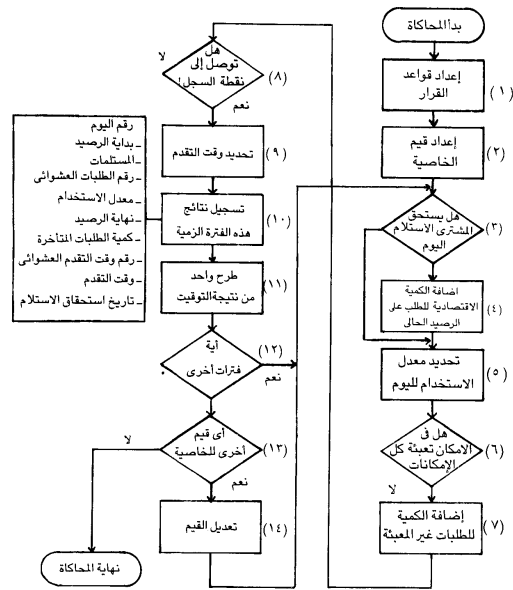 بدأ المحاكاة
(١)
إعداد قواعد
القرار
(٢)
إعداد قيم
الخاصية
(٣)
هل يستحق
المشترى الاستلام
اليوم
(٤)
اضافة الكمية
الاقتصادية للطلب على
الرصيد الحالى
(٥)
تحديد معدل
الاستخدام لليوم
(٦)
هل فى
الامكان تعبئة كل
الإمكانات
لا
(٧)
إضافة الكمية
للطلبات غير المعبئة
(٨)
هل
توصل إلى
نقطة السجل!
لا
نعم
(٩)
تحديد وقت التقدم
(١٠)
تسجيل نتائج
هذه الفترة الزمية
رقم اليوم
ـ بداية الرصيد
ـ المستلمات
ـ رقم الطلبات العشوائى
ـ معدل الاستخدام
ـ نهاية الرصيد
ـ كمية الطلبات المتأخرة
ـ رقم وقت التقدم العشوائى
ـ وقت التقدم
ـ تاريخ استحقاق الاستلام
(١١)
طرح واحد
من نتيجة التوقيت
(١٢)
أية
فترات أخرى
نعم
(١٣)
أى قيم
أخرى للخاصية
لا
نعم
(١٤)
تعديل القيم
نهاية المحاكاة